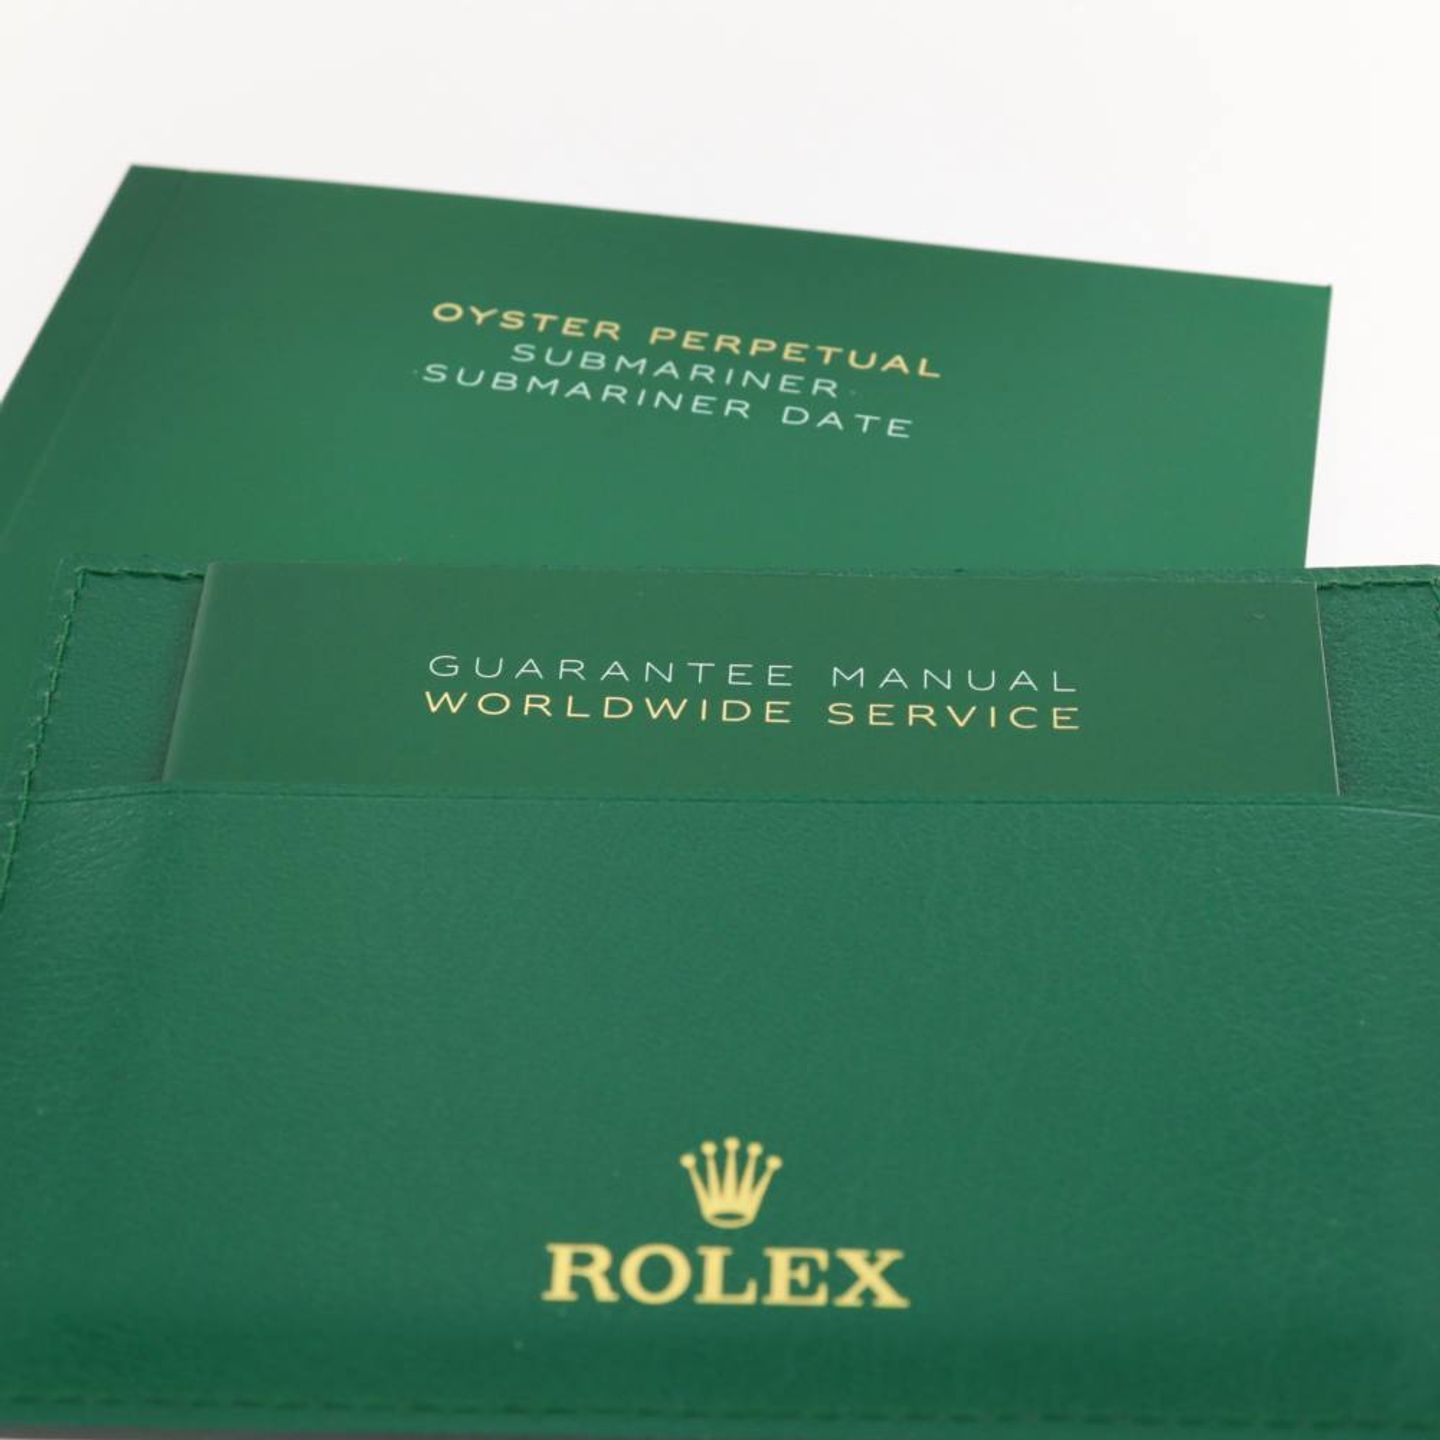 OYSTER PERPETUAL
SUBMARINER
SUBMARINER DATE
GUARANTEE MANUAL
WORLDWIDE SERVICE
ROLEX